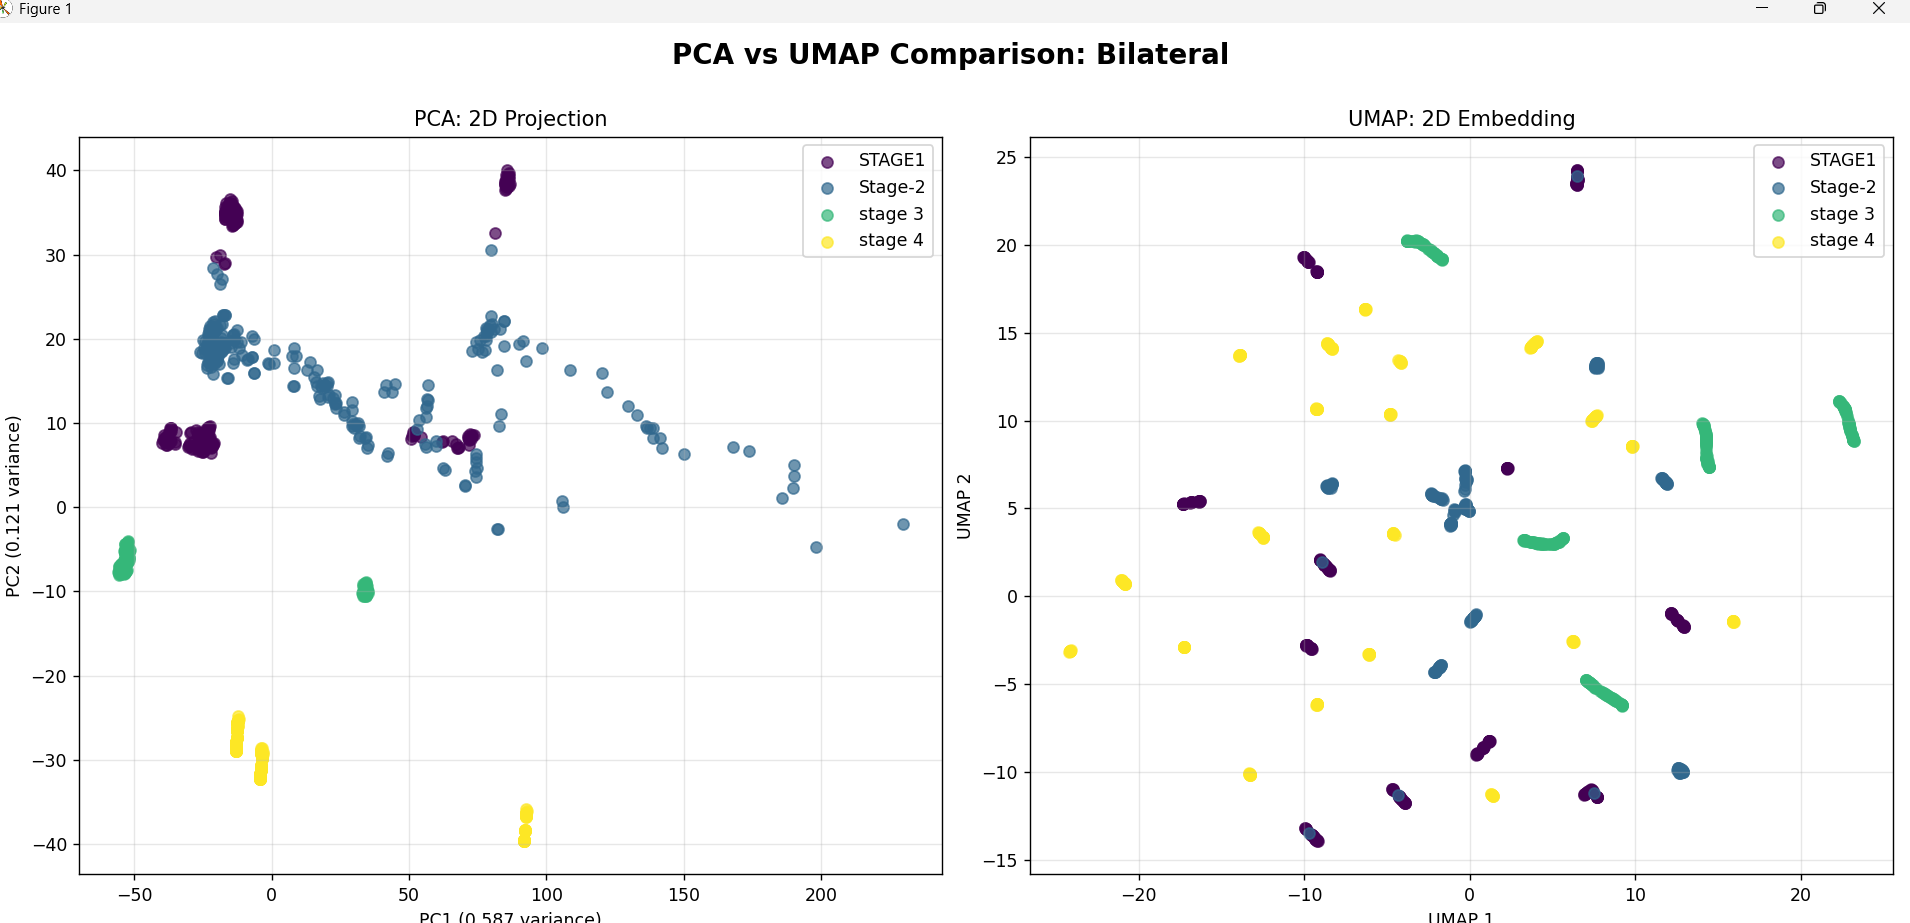 Figure 1
PCA vs UMAP Comparison: Bilateral
PCA: 2D Projection
STAGE1
Stage-2
stage 3
stage 4
40
30
20
10
0
−10
−20
−30
−40
PC2 (0.121 variance)
−50
0
50
100
150
200
PC1 (0.587 variance)
UMAP: 2D Embedding
STAGE1
Stage-2
stage 3
stage 4
25
20
15
10
5
0
−5
−10
−15
UMAP 2
−20
−10
0
10
20
UMAP 1